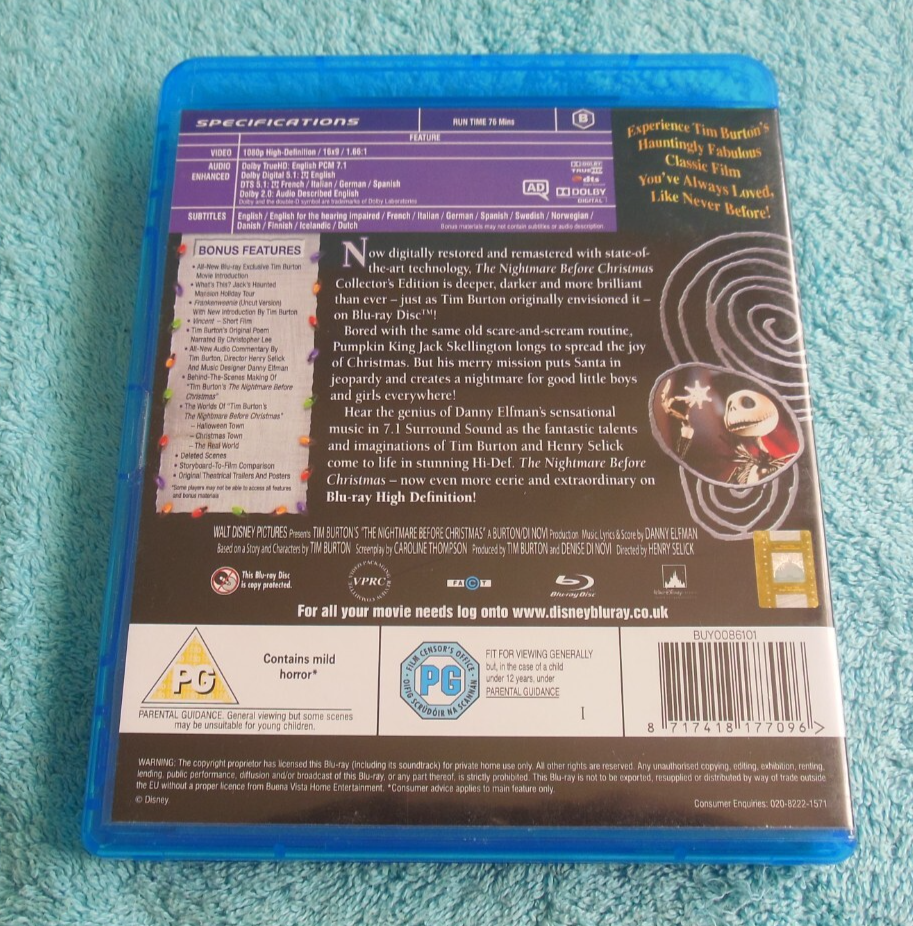 SPECIFICATIONS
RUN TIME 76 Mins
B
FEATURE
VIDEO 1080p High-Definition / 16x9 / 1.66:1
AUDIO ENHANCED
Dolby TrueHD: English PCM 7.1
Dolby Digital 5.1: English
DTS 5.1: French / Italian / German / Spanish
Dolby 2.0: Audio Described English
Dolby and the double-D symbol are trademarks of Dolby Laboratories
AD
DOLBY
TRUE
dts
DOLBY
DIGITAL
SUBTITLES English / English for the hearing impaired / French / Italian / German / Spanish / Swedish / Norwegian /
Danish / Finnish / Icelandic / Dutch
Bonus materials may not contain subtitles or audio description
Experience Tim Burton's
Hauntingly Fabulous
Classic Film
You've Always Loved,
Like Never Before!
BONUS FEATURES
• All-New Blu-ray Exclusive Tim Burton
Movie Introduction
• What's This? Jack's Haunted
Mansion Holiday Tour
• Frankenweenie (Uncut Version)
With New Introduction By Tim Burton
• Vincent – Short Film
• Tim Burton's Original Poem
Narrated By Christopher Lee
• All-New Audio Commentary By
Tim Burton, Director Henry Selick
And Music Designer Danny Elfman
• Behind-The-Scenes Making Of
"Tim Burton's The Nightmare Before
Christmas"
• The Worlds Of "Tim Burton's
The Nightmare Before Christmas"
– Halloween Town
– Christmas Town
– The Real World
• Deleted Scenes
• Storyboard-To-Film Comparison
• Original Theatrical Trailers And Posters
*Some players may not be able to access all features
and bonus materials
Now digitally restored and remastered with state-of-
the-art technology, The Nightmare Before Christmas
Collector's Edition is deeper, darker and more brilliant
than ever – just as Tim Burton originally envisioned it –
on Blu-ray Disc™!
Bored with the same old scare-and-scream routine,
Pumpkin King Jack Skellington longs to spread the joy
of Christmas. But his merry mission puts Santa in
jeopardy and creates a nightmare for good little boys
and girls everywhere!
Hear the genius of Danny Elfman's sensational
music in 7.1 Surround Sound as the fantastic talents
and imaginations of Tim Burton and Henry Selick
come to life in stunning Hi-Def. The Nightmare Before
Christmas – now even more eerie and extraordinary on
Blu-ray High Definition!
WALT DISNEY PICTURES Presents TIM BURTON'S "THE NIGHTMARE BEFORE CHRISTMAS" A BURTON/DI NOVI Production Music, Lyrics & Score by DANNY ELFMAN
Based on a Story and Characters by TIM BURTON Screenplay by CAROLINE THOMPSON Produced by TIM BURTON and DENISE DI NOVI Directed by HENRY SELICK
This Blu-ray Disc
is copy protected.
VPRC
FACT
Blu-ray Disc
For all your movie needs log onto www.disneybluray.co.uk
PG
Contains mild
horror*
PARENTAL GUIDANCE. General viewing but some scenes
may be unsuitable for young children.
FILM CENSOR'S OFFICE
PG
OIFIG SCRÚDÓIR NA SCANNÁN
FIT FOR VIEWING GENERALLY
but, in the case of a child
under 12 years, under
PARENTAL GUIDANCE
I
BUY0086101
8 717418 177096 >
WARNING: The copyright proprietor has licensed this Blu-ray (including its soundtrack) for private home use only. All other rights are reserved. Any unauthorised copying, editing, exhibition, renting,
lending, public performance, diffusion and/or broadcast of this Blu-ray, or any part thereof, is strictly prohibited. This Blu-ray is not to be exported, resupplied or distributed by way of trade outside
the EU without a proper licence from Buena Vista Home Entertainment. *Consumer advice applies to main feature only.
© Disney.
Consumer Enquiries: 020-8222-1571